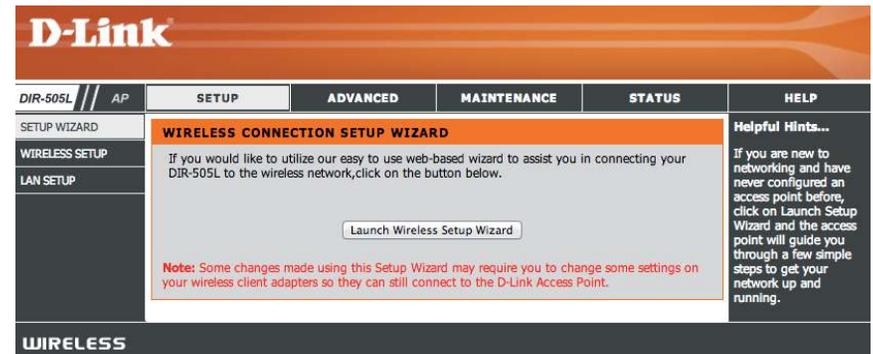 D-Link
DIR-505L // AP SETUP ADVANCED MAINTENANCE STATUS HELP
SETUP WIZARD
WIRELESS SETUP
LAN SETUP
WIRELESS CONNECTION SETUP WIZARD
If you would like to utilize our easy to use web-based wizard to assist you in connecting your
DIR-505L to the wireless network,click on the button below.
Launch Wireless Setup Wizard
Note: Some changes made using this Setup Wizard may require you to change some settings on
your wireless client adapters so they can still connect to the D-Link Access Point.
Helpful Hints...
If you are new to
networking and have
never configured an
access point before,
click on Launch Setup
Wizard and the access
point will guide you
through a few simple
steps to get your
network up and
running.
WIRELESS